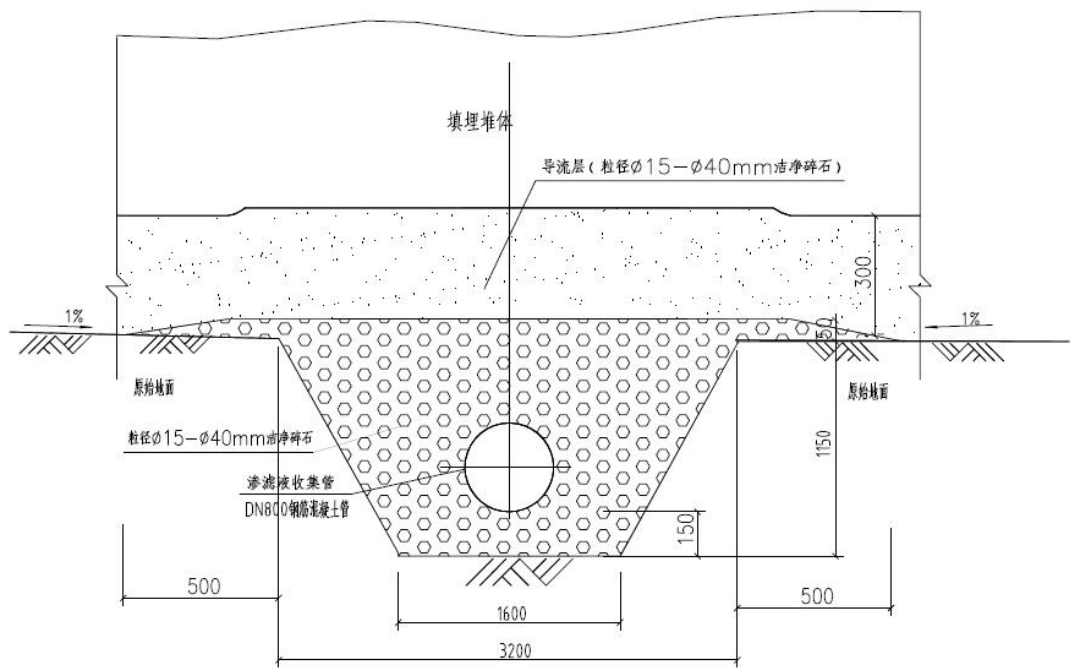 填埋堆体
导流层(粒径Ø15-Ø40mm洁净碎石)
300
1%
1%
50
原始地面
原始地面
粒径Ø15-Ø40mm洁净碎石
1150
渗滤液收集管
DN800钢筋混凝土管
150
500
500
1600
3200